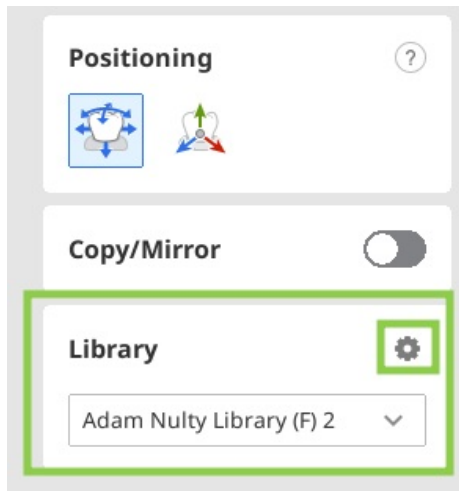 Positioning
?
Copy/Mirror
Library
Adam Nulty Library (F) 2